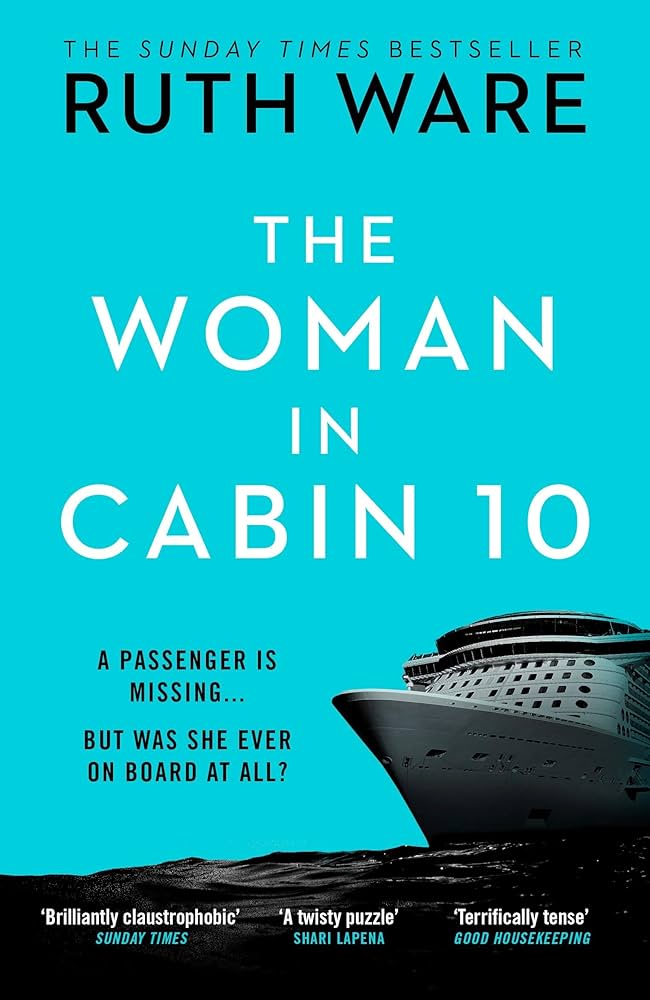 THE SUNDAY TIMES BESTSELLER
RUTH WARE
THE
WOMAN
IN
CABIN 10
A PASSENGER IS
MISSING...
BUT WAS SHE EVER
ON BOARD AT ALL?
‘Brilliantly claustrophobic’
SUNDAY TIMES
‘A twisty puzzle’
SHARI LAPENA
‘Terrifically tense’
GOOD HOUSEKEEPING